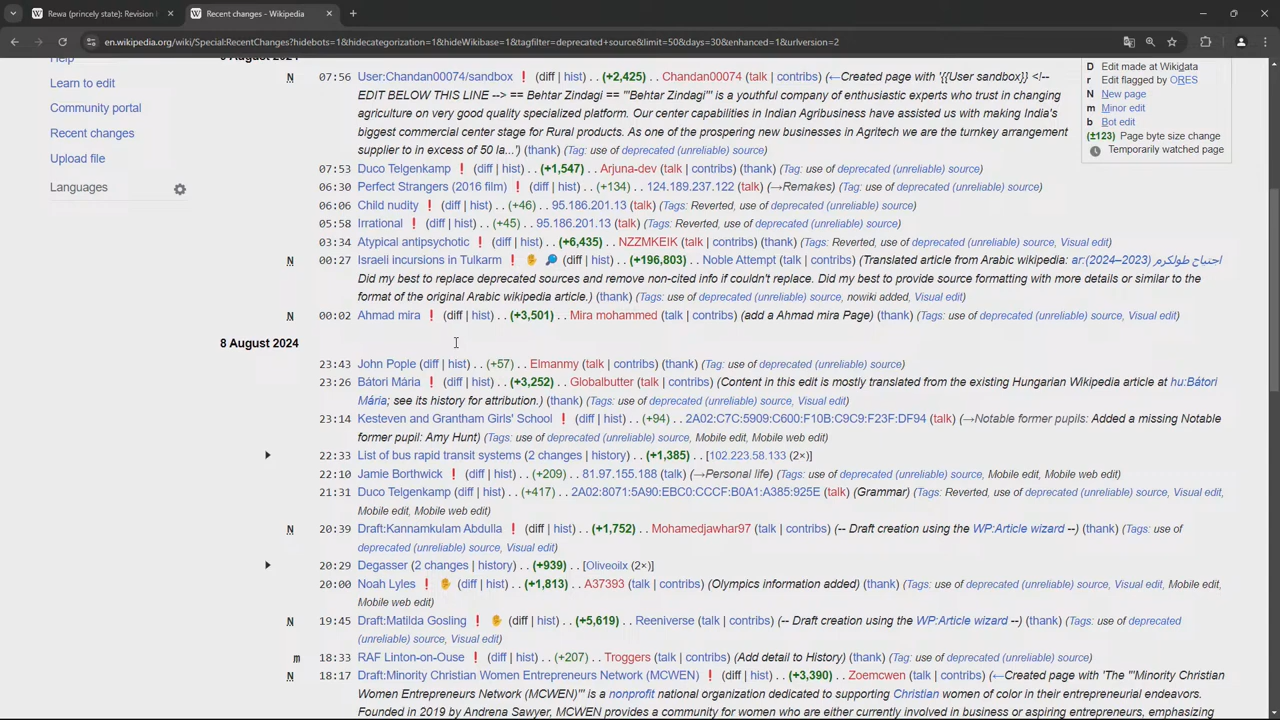 Rewa (princely state): Revision h
Recent changes - Wikipedia
en.wikipedia.org/wiki/Special:RecentChanges?hidebots=1&hidecategorization=1&hideWikibase=1&tagfilter=deprecated+source&limit=50&days=30&enhanced=1&urlversion=2
Help
Learn to edit
Community portal
Recent changes
Upload file
Languages
9 August 2024
N 07:56 User:Chandan00074/sandbox ❗ (diff | hist) . . (+2,425) . . Chandan00074 (talk | contribs) (←Created page with '{{User sandbox}} <!--
EDIT BELOW THIS LINE --> == Behtar Zindagi == '''Behtar Zindagi''' is a youthful company of enthusiastic experts who trust in changing
agriculture on very good quality specialized platform. Our center capabilities in Indian Agribusiness have assisted us with making India's
biggest commercial center stage for Rural products. As one of the prospering new businesses in Agritech we are the turnkey arrangement
supplier to in excess of 50 la...') (thank) (Tag: use of deprecated (unreliable) source)
07:53 Duco Telgenkamp ❗ (diff | hist) . . (+1,547) . . Arjuna-dev (talk | contribs) (thank) (Tag: use of deprecated (unreliable) source)
06:30 Perfect Strangers (2016 film) ❗ (diff | hist) . . (+134) . . 124.189.237.122 (talk) (→Remakes) (Tag: use of deprecated (unreliable) source)
06:06 Child nudity ❗ (diff | hist) . . (+46) . . 95.186.201.13 (talk) (Tags: Reverted, use of deprecated (unreliable) source)
05:58 Irrational ❗ (diff | hist) . . (+45) . . 95.186.201.13 (talk) (Tags: Reverted, use of deprecated (unreliable) source)
03:34 Atypical antipsychotic ❗ (diff | hist) . . (+6,435) . . NZZMKEIK (talk | contribs) (thank) (Tags: Reverted, use of deprecated (unreliable) source, Visual edit)
N 00:27 Israeli incursions in Tulkarm ❗ ✋ 🔎 (diff | hist) . . (+196,803) . . Noble Attempt (talk | contribs) (Translated article from Arabic wikipedia: ar:اجتياح طولكرم (2023–2024)
Did my best to replace deprecated sources and remove non-cited info if couldn't replace. Did my best to provide source formatting with more details or similar to the
format of the original Arabic wikipedia article.) (thank) (Tags: use of deprecated (unreliable) source, nowiki added, Visual edit)
N 00:02 Ahmad mira ❗ (diff | hist) . . (+3,501) . . Mira mohammed (talk | contribs) (add a Ahmad mira Page) (thank) (Tags: use of deprecated (unreliable) source, Visual edit)
8 August 2024
23:43 John Pople (diff | hist) . . (+57) . . Elmanmy (talk | contribs) (thank) (Tag: use of deprecated (unreliable) source)
23:26 Bátori Mária ❗ (diff | hist) . . (+3,252) . . Globalbutter (talk | contribs) (Content in this edit is mostly translated from the existing Hungarian Wikipedia article at hu:Bátori
Mária; see its history for attribution.) (thank) (Tags: use of deprecated (unreliable) source, Visual edit)
23:14 Kesteven and Grantham Girls' School ❗ (diff | hist) . . (+94) . . 2A02:C7C:5909:C600:F10B:C9C9:F23F:DF94 (talk) (→Notable former pupils: Added a missing Notable
former pupil: Amy Hunt) (Tags: use of deprecated (unreliable) source, Mobile edit, Mobile web edit)
22:33 List of bus rapid transit systems (2 changes | history) . . (+1,385) . . [102.223.58.133 (2×)]
22:10 Jamie Borthwick ❗ (diff | hist) . . (+209) . . 81.97.155.188 (talk) (→Personal life) (Tags: use of deprecated (unreliable) source, Mobile edit, Mobile web edit)
21:31 Duco Telgenkamp (diff | hist) . . (+417) . . 2A02:8071:5A90:EBC0:CCCF:B0A1:A385:925E (talk) (Grammar) (Tags: Reverted, use of deprecated (unreliable) source, Visual edit,
Mobile edit, Mobile web edit)
N 20:39 Draft:Kannamkulam Abdulla ❗ (diff | hist) . . (+1,752) . . Mohamedjawhar97 (talk | contribs) (-- Draft creation using the WP:Article wizard --) (thank) (Tags: use of
deprecated (unreliable) source, Visual edit)
20:29 Degasser (2 changes | history) . . (+939) . . [Oliveoilx (2×)]
20:00 Noah Lyles ❗ ✋ (diff | hist) . . (+1,813) . . A37393 (talk | contribs) (Olympics information added) (thank) (Tags: use of deprecated (unreliable) source, Visual edit, Mobile edit,
Mobile web edit)
N 19:45 Draft:Matilda Gosling ❗ ✋ (diff | hist) . . (+5,619) . . Reeniverse (talk | contribs) (-- Draft creation using the WP:Article wizard --) (thank) (Tags: use of deprecated
(unreliable) source, Visual edit)
m 18:33 RAF Linton-on-Ouse ❗ (diff | hist) . . (+207) . . Troggers (talk | contribs) (Add detail to History) (thank) (Tag: use of deprecated (unreliable) source)
N 18:17 Draft:Minority Christian Women Entrepreneurs Network (MCWEN) ❗ (diff | hist) . . (+3,390) . . Zoemcwen (talk | contribs) (←Created page with '''Minority Christian
Women Entrepreneurs Network (MCWEN)''' is a nonprofit national organization dedicated to supporting Christian women of color in their entrepreneurial endeavors.
Founded in 2019 by Andrena Sawyer, MCWEN provides a community for women who are either currently involved in business or aspiring entrepreneurs, emphasizing
D Edit made at Wikidata
r Edit flagged by ORES
N New page
m Minor edit
b Bot edit
(±123) Page byte size change
Temporarily watched page